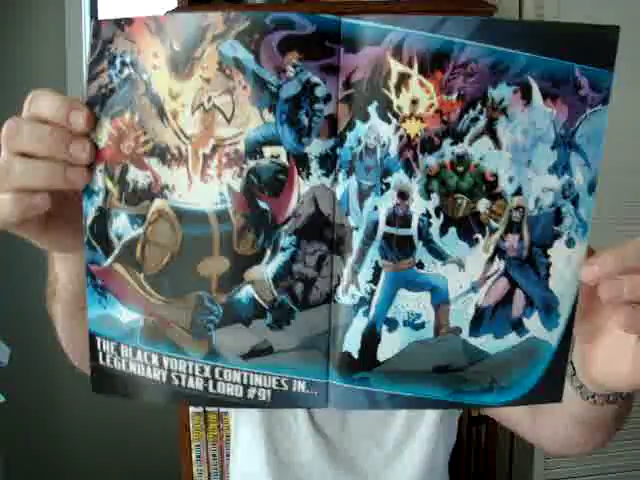 THE BLACK VORTEX CONTINUES IN...
LEGENDARY STAR-LORD #9!